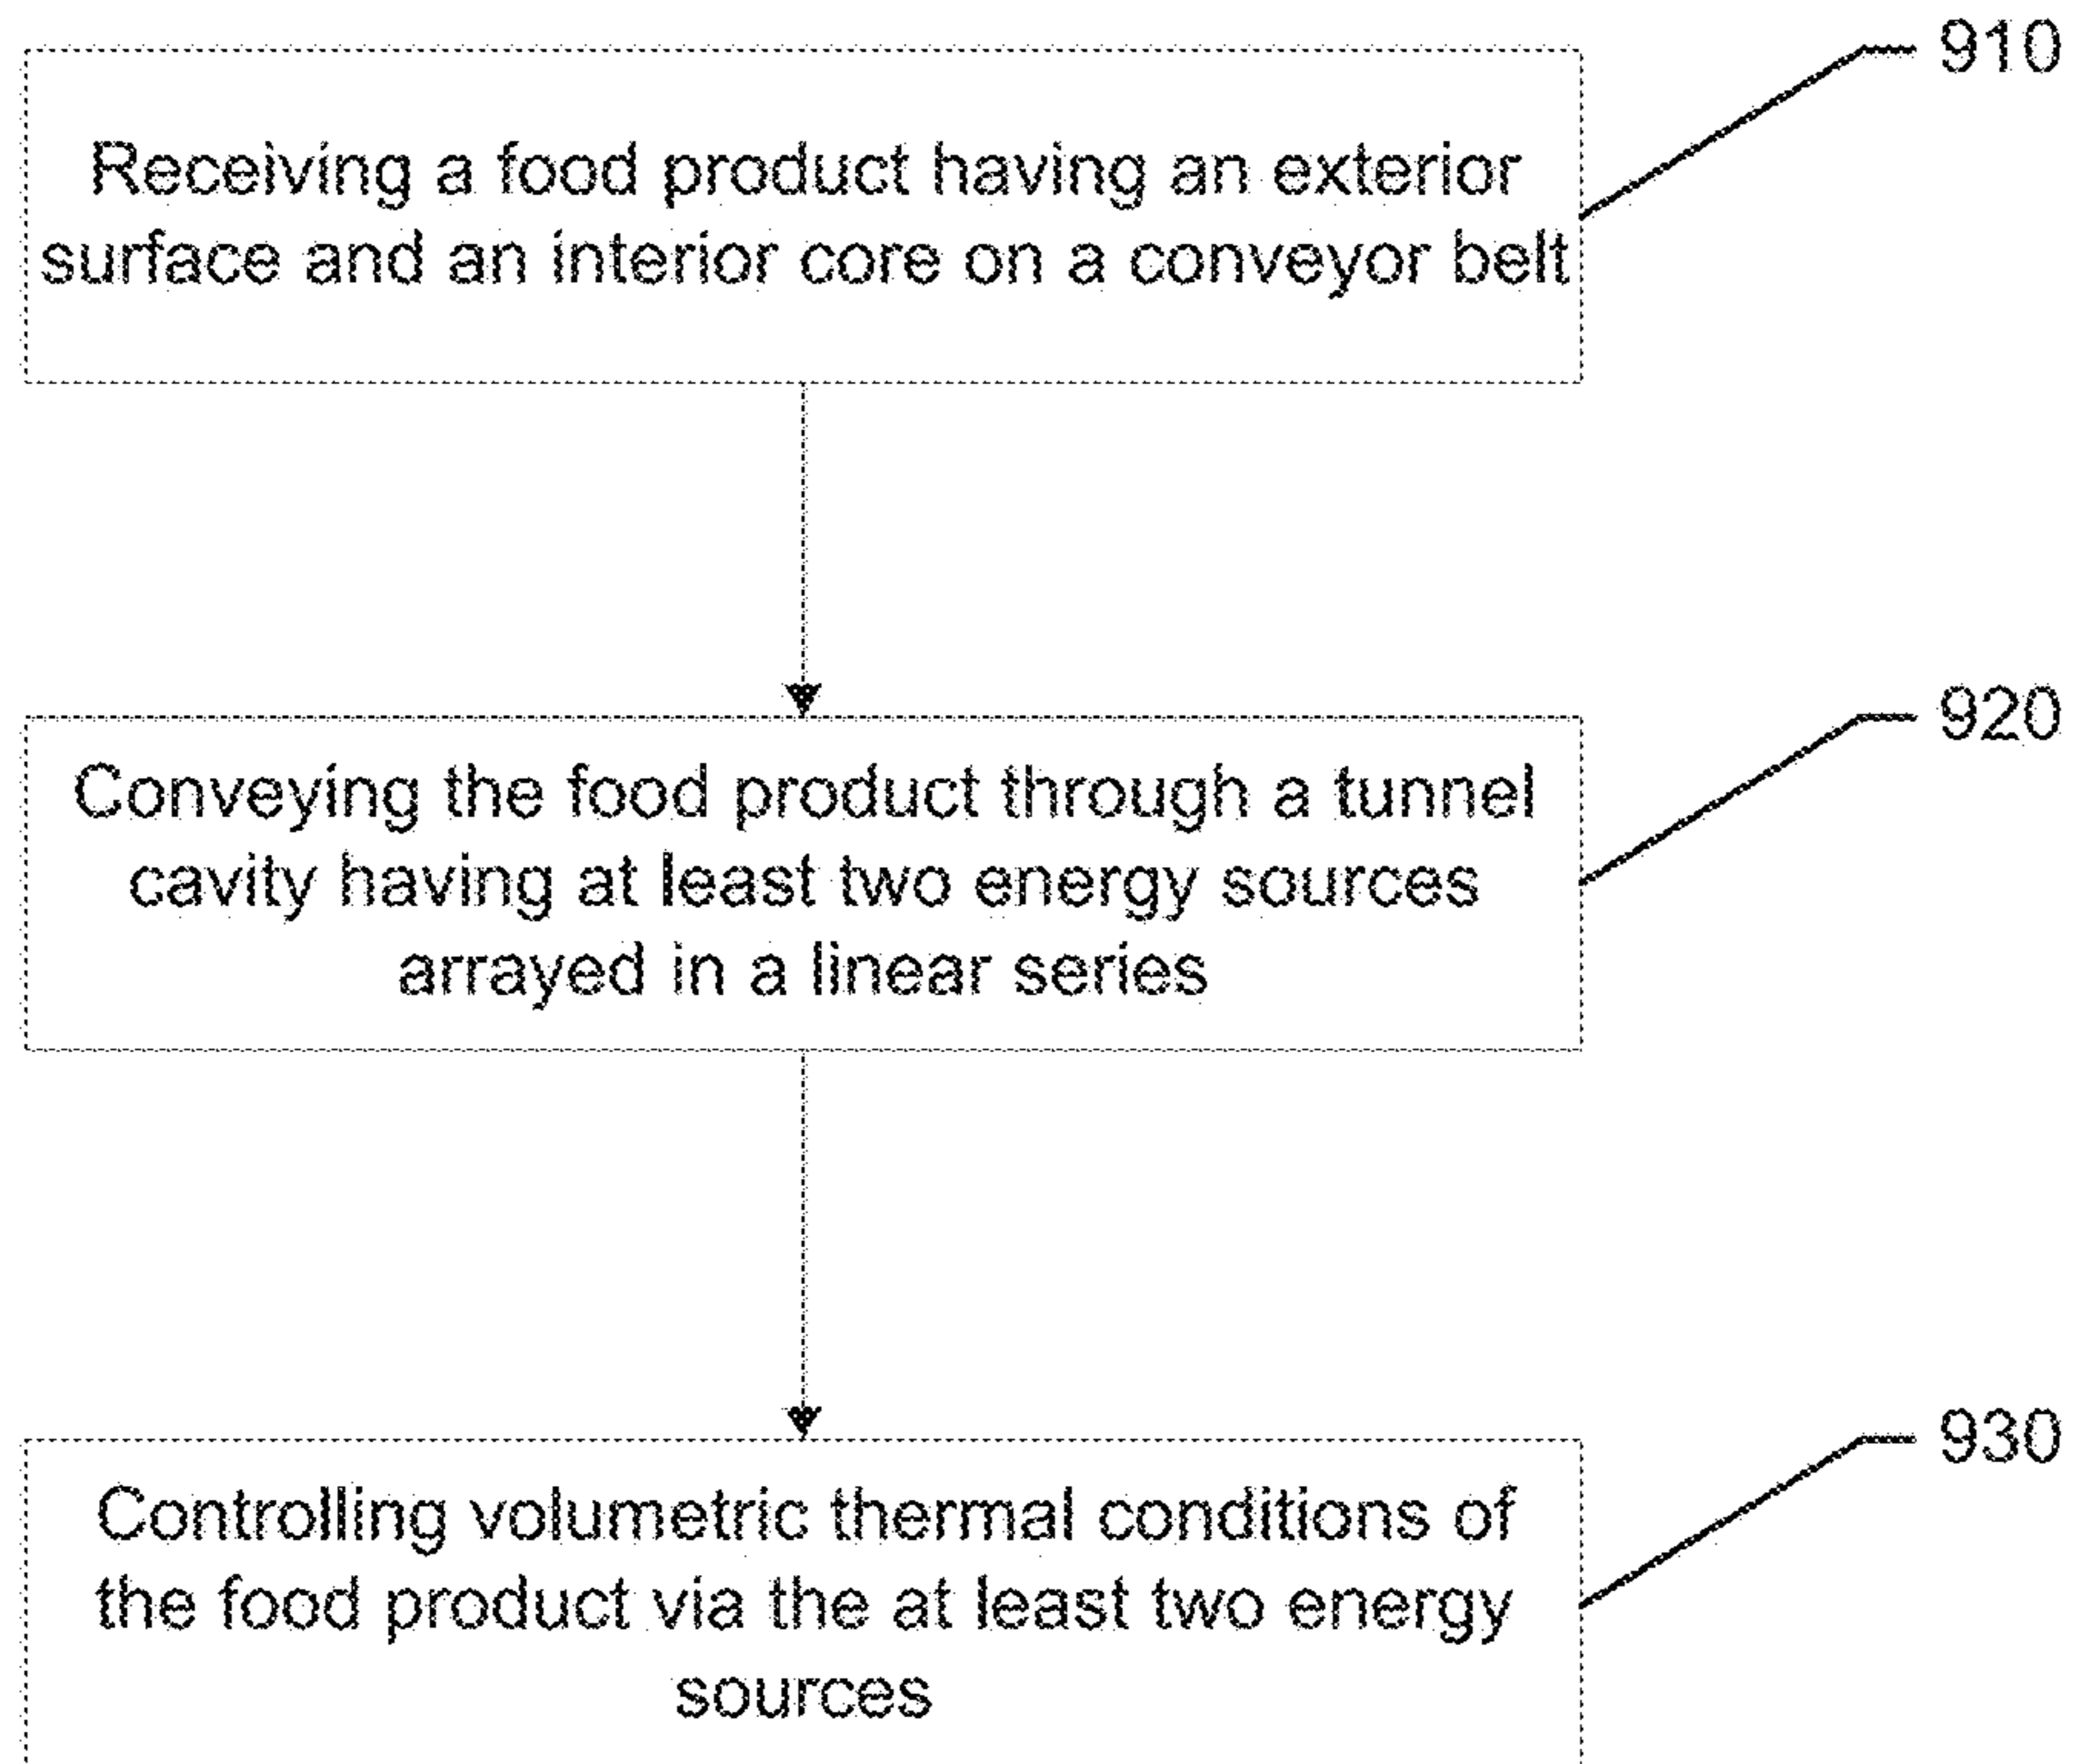 910
Receiving a food product having an exterior
surface and an interior core on a conveyor belt
920
Conveying the food product through a tunnel
cavity having at least two energy sources
arrayed in a linear series
930
Controlling volumetric thermal conditions of
the food product via the at least two energy
sources